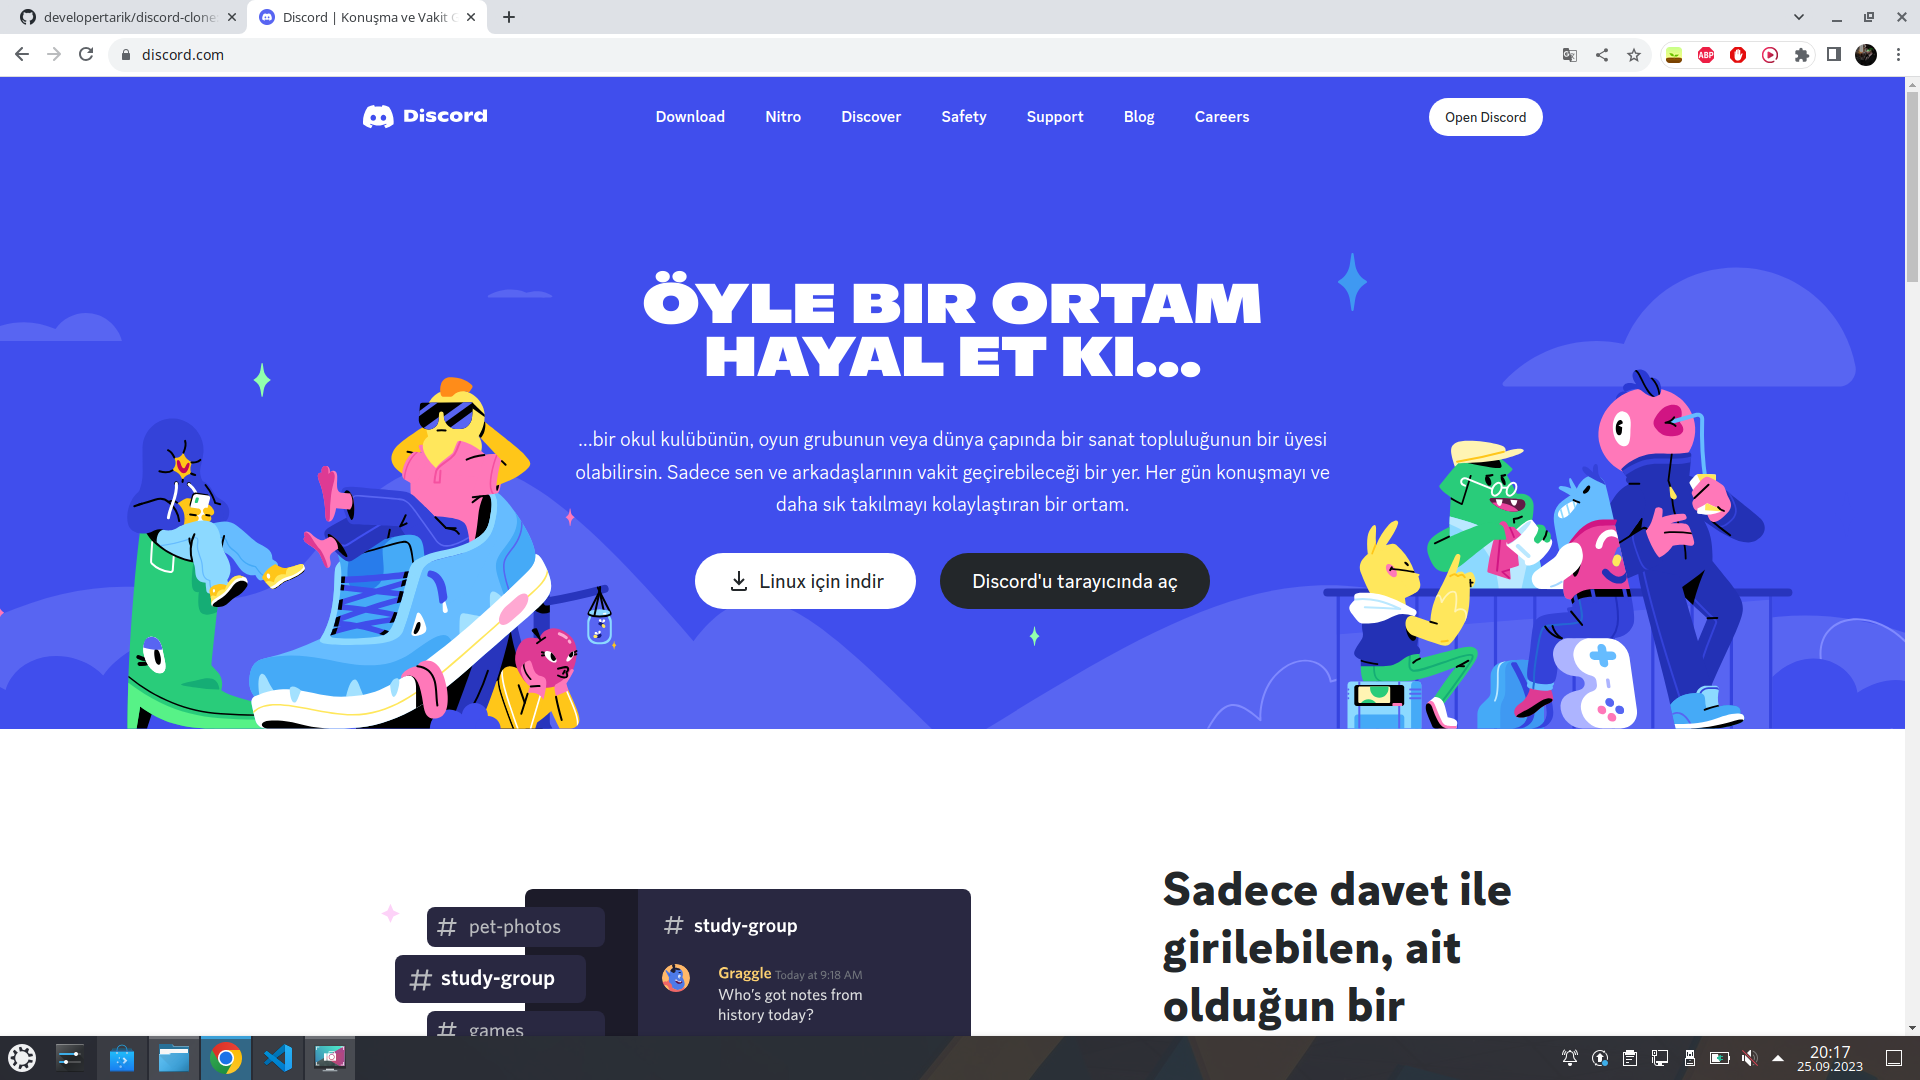 developertarik/discord-clone
Discord | Konuşma ve Vakit
discord.com
ABP
Discord
Download
Nitro
Discover
Safety
Support
Blog
Careers
Open Discord
ÖYLE BIR ORTAM
HAYAL ET KI...
...bir okul kulübünün, oyun grubunun veya dünya çapında bir sanat topluluğunun bir üyesi
olabilirsin. Sadece sen ve arkadaşlarının vakit geçirebileceği bir yer. Her gün konuşmayı ve
daha sık takılmayı kolaylaştıran bir ortam.
Linux için indir
Discord'u tarayıcında aç
# pet-photos
# study-group
# games
# study-group
Graggle Today at 9:18 AM
Who's got notes from
history today?
Sadece davet ile
girilebilen, ait
olduğun bir
20:17
25.09.2023